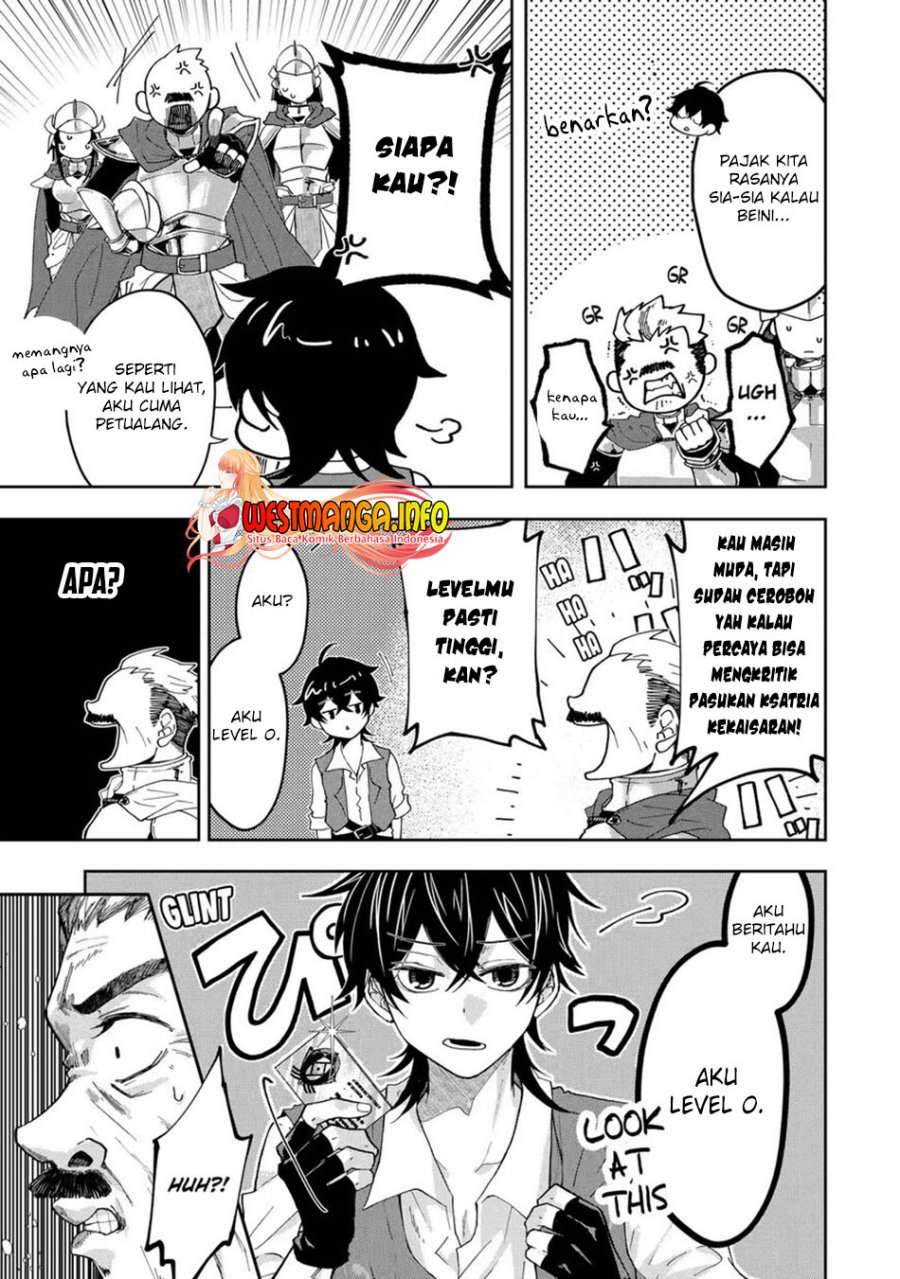 benarkan?
PAJAK KITA
RASANYA
SIA-SIA KALAU
BEINI...
GR
GR
GR
UGH
...
kenapa
kau...
SIAPA
KAU?!
memangnya
apa lagi?
SEPERTI
YANG KAU LIHAT,
AKU CUMA
PETUALANG.
WESTMANGA.INFO
Situs Baca Komik Berbahasa Indonesia
KAU MASIH
MUDA, TAPI
SUDAH CEROBOH
YAH KALAU
PERCAYA BISA
MENGKRITIK
PASUKAN KSATRIA
KEKAISARAN!
HA
HA
HA
LEVELMU
PASTI
TINGGI,
KAN?
AKU?
AKU
LEVEL 0.
APA?
AKU
BERITAHU
KAU.
AKU
LEVEL 0.
LOOK
AT
THIS
GLINT
ぴっ
HUH?!